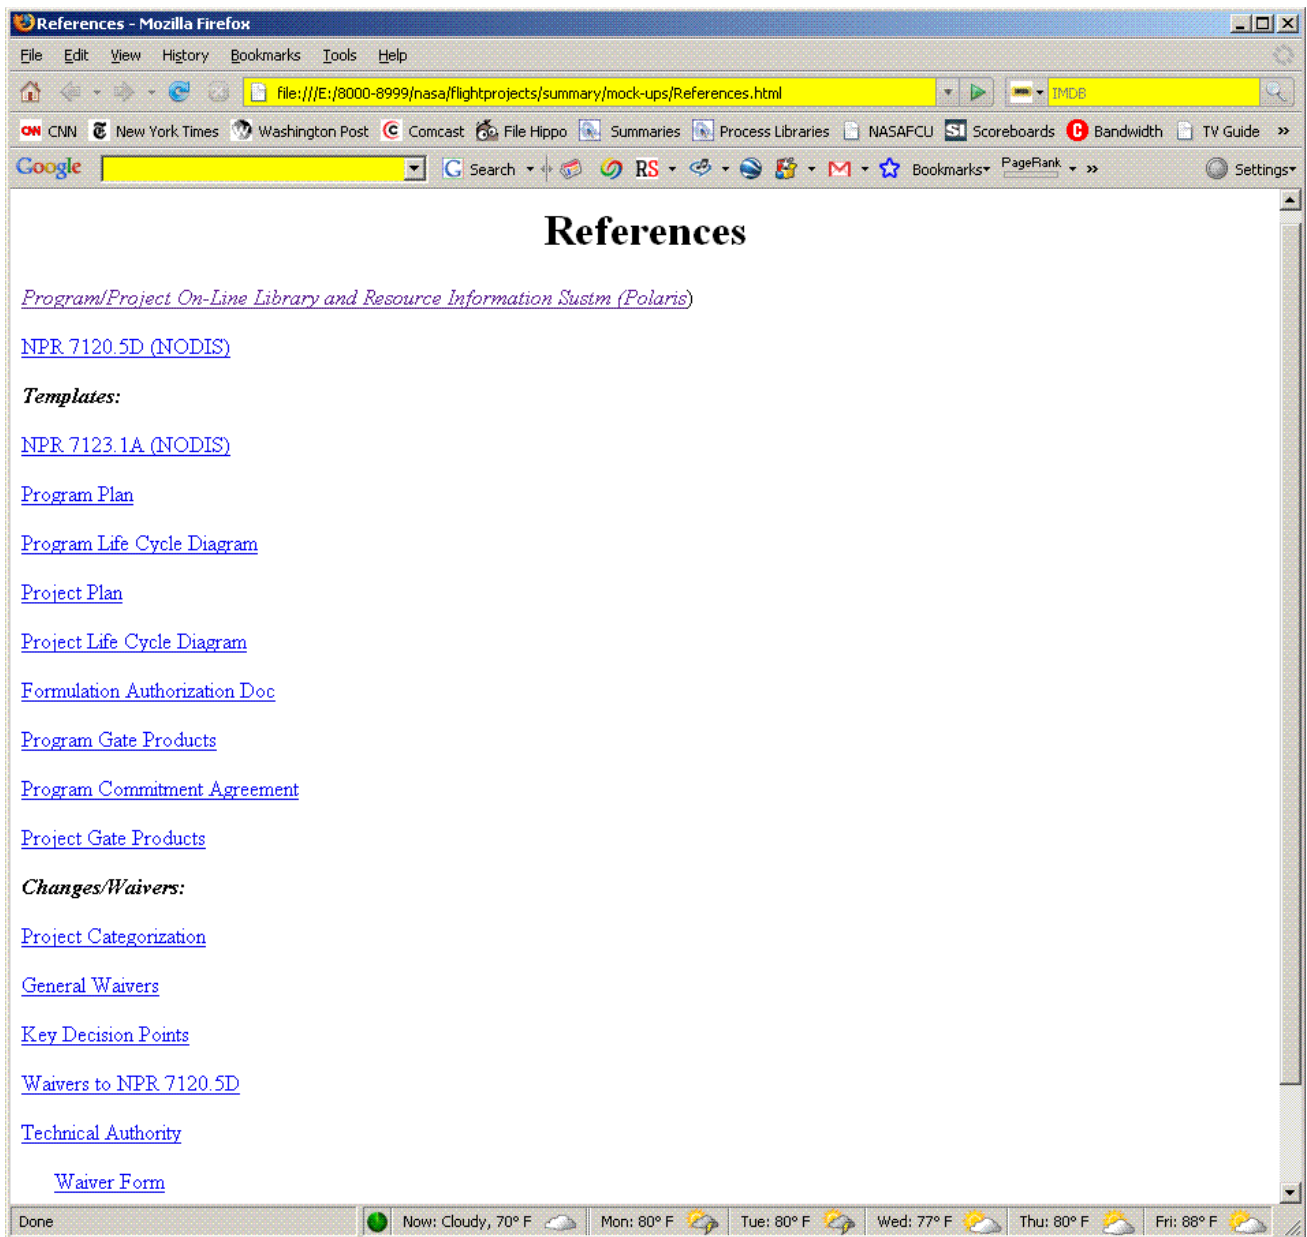 References - Mozilla Firefox
File Edit View History Bookmarks Tools Help
file:///E:/8000-8999/nasa/flightprojects/summary/mock-ups/References.html IMDB
CNN New York Times Washington Post Comcast File Hippo Summaries Process Libraries NASAFCU SI Scoreboards Bandwidth TV Guide »
Google G Search RS M Bookmarks PageRank » Settings
References
Program/Project On-Line Library and Resource Information Sustm (Polaris)
NPR 7120.5D (NODIS)
Templates:
NPR 7123.1A (NODIS)
Program Plan
Program Life Cycle Diagram
Project Plan
Project Life Cycle Diagram
Formulation Authorization Doc
Program Gate Products
Program Commitment Agreement
Project Gate Products
Changes/Waivers:
Project Categorization
General Waivers
Key Decision Points
Waivers to NPR 7120.5D
Technical Authority
Waiver Form
Done Now: Cloudy, 70° F Mon: 80° F Tue: 80° F Wed: 77° F Thu: 80° F Fri: 88° F